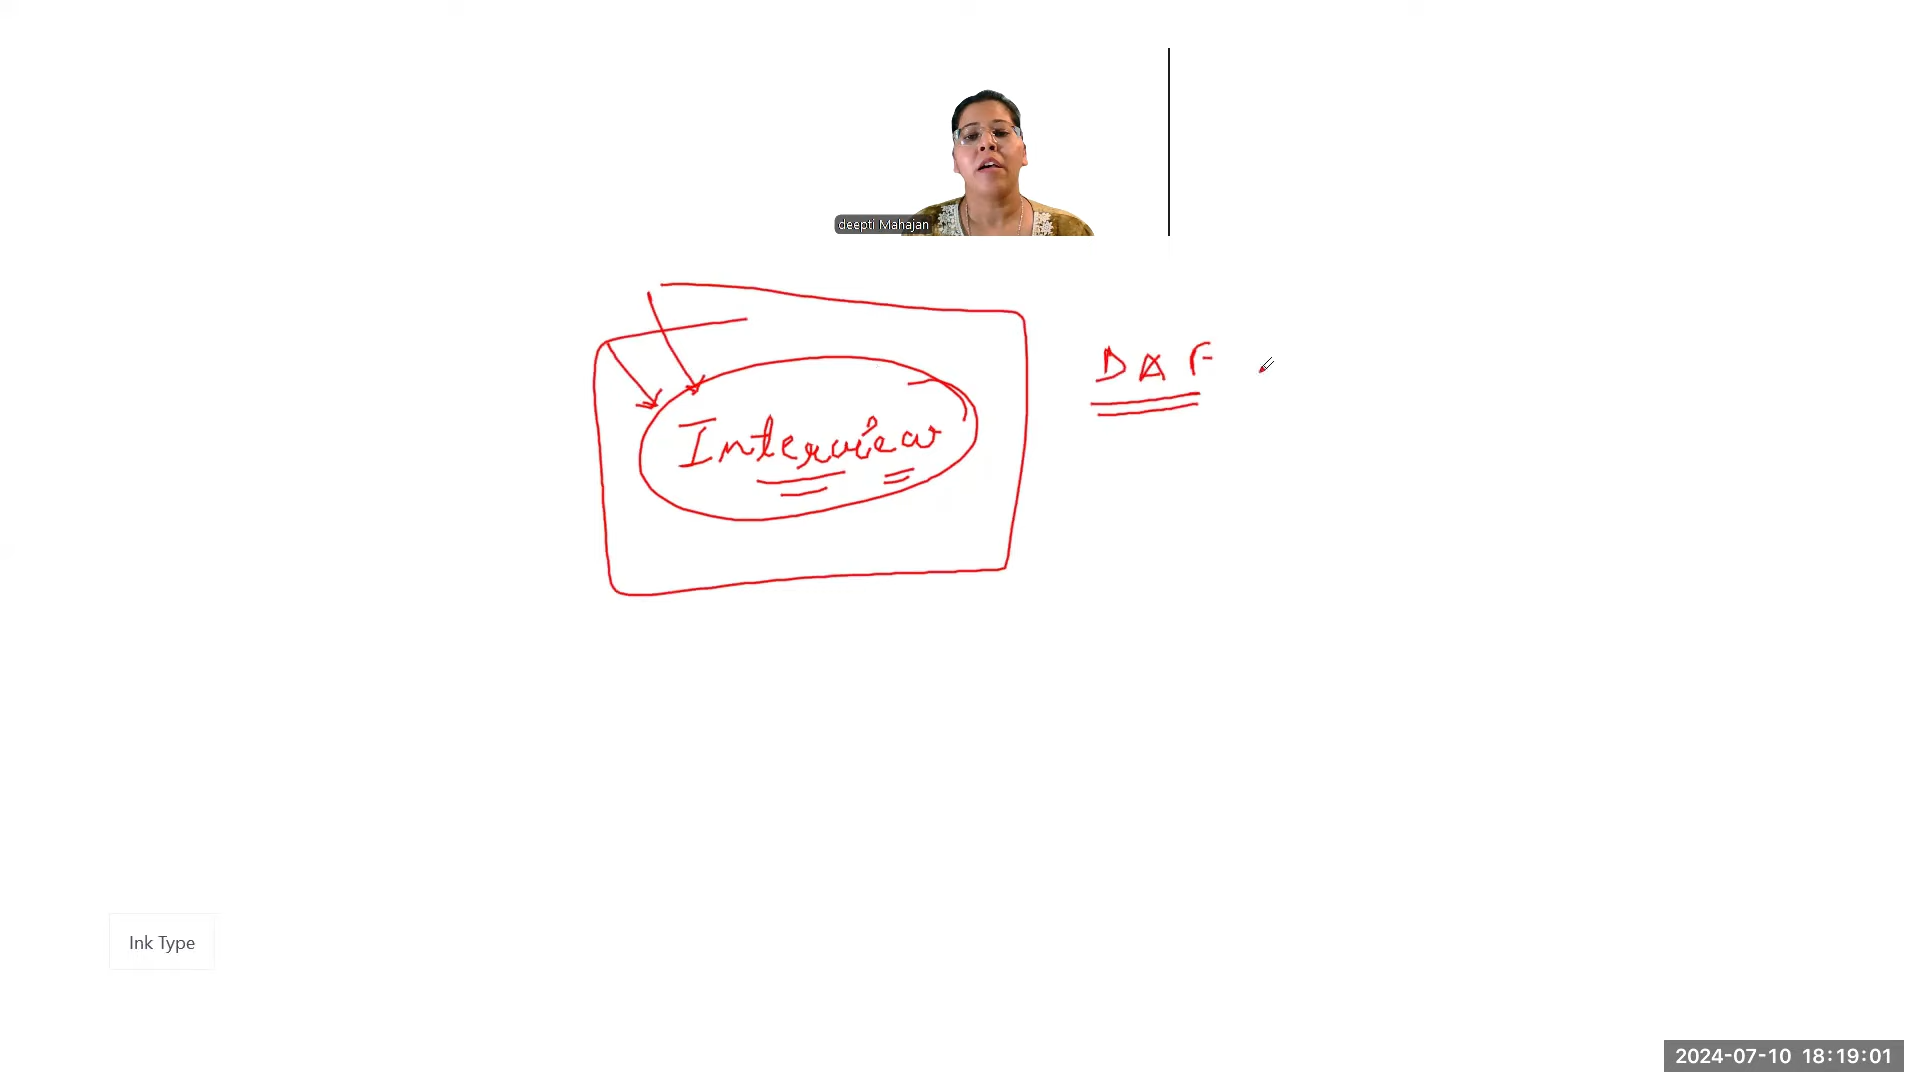 deepti Mahajan
DAF
Interview
Ink Type
2024-07-10 18:19:01